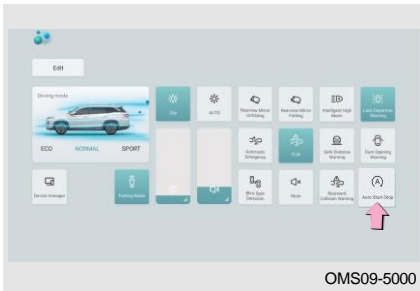 Edit
Driving mode
ECO NORMAL SPORT
Device manager
Parking Radar
AUTO
Rearview Mirror
Unfolding
Rearview Mirror
Folding
Intelligent High
Beam
Lane Departure
Warning
Automatic
Emergency
Safe Distance
Warning
Door Opening
Warning
Blind Spot
Detection
Mute
Rearward
Collision Warning
Auto Start-Stop
OMS09-5000